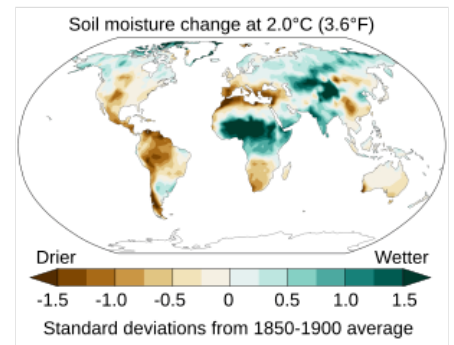 Soil moisture change at 2.0°C (3.6°F)
Drier Wetter
-1.5 -1.0 -0.5 0 0.5 1.0 1.5
Standard deviations from 1850-1900 average